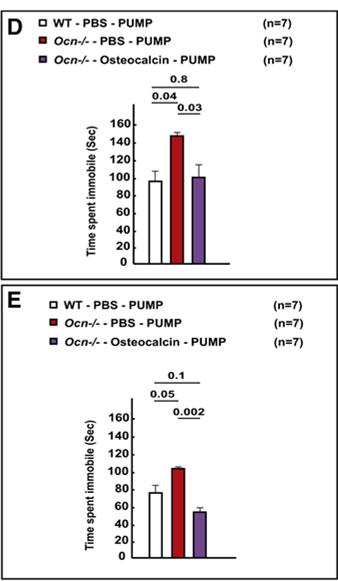 D
WT - PBS - PUMP (n=7)
Ocn-/- - PBS - PUMP (n=7)
Ocn-/- - Osteocalcin - PUMP (n=7)
0.8
0.04
0.03
Time spent immobile (Sec)
160
140
120
100
80
60
40
20
0
E
WT - PBS - PUMP (n=7)
Ocn-/- - PBS - PUMP (n=7)
Ocn-/- - Osteocalcin - PUMP (n=7)
0.1
0.05
0.002
Time spent immobile (Sec)
160
140
120
100
80
60
40
20
0